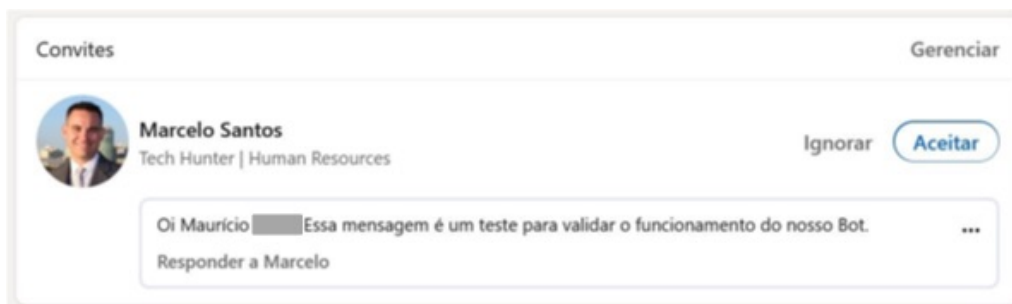 Convites
Gerenciar
Marcelo Santos
Tech Hunter | Human Resources
Ignorar
Aceitar
Oi Maurício Essa mensagem é um teste para validar o funcionamento do nosso Bot.
...
Responder a Marcelo